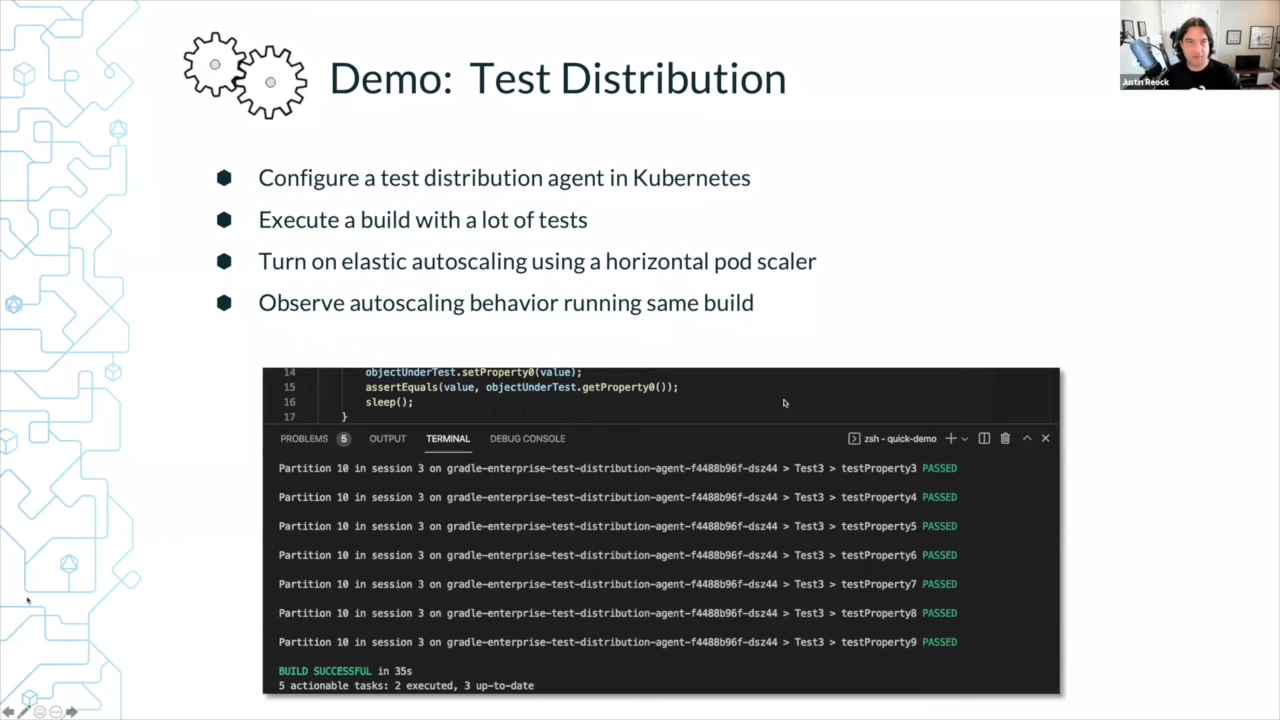 Demo: Test Distribution
Justin Reock
Configure a test distribution agent in Kubernetes
Execute a build with a lot of tests
Turn on elastic autoscaling using a horizontal pod scaler
Observe autoscaling behavior running same build
14 objectUnderTest.setProperty0(value);
15 assertEquals(value, objectUnderTest.getProperty0());
16 sleep();
17 }
PROBLEMS 5 OUTPUT TERMINAL DEBUG CONSOLE zsh - quick-demo
Partition 10 in session 3 on gradle-enterprise-test-distribution-agent-f4488b96f-dsz44 > Test3 > testProperty3 PASSED
Partition 10 in session 3 on gradle-enterprise-test-distribution-agent-f4488b96f-dsz44 > Test3 > testProperty4 PASSED
Partition 10 in session 3 on gradle-enterprise-test-distribution-agent-f4488b96f-dsz44 > Test3 > testProperty5 PASSED
Partition 10 in session 3 on gradle-enterprise-test-distribution-agent-f4488b96f-dsz44 > Test3 > testProperty6 PASSED
Partition 10 in session 3 on gradle-enterprise-test-distribution-agent-f4488b96f-dsz44 > Test3 > testProperty7 PASSED
Partition 10 in session 3 on gradle-enterprise-test-distribution-agent-f4488b96f-dsz44 > Test3 > testProperty8 PASSED
Partition 10 in session 3 on gradle-enterprise-test-distribution-agent-f4488b96f-dsz44 > Test3 > testProperty9 PASSED
BUILD SUCCESSFUL in 35s
5 actionable tasks: 2 executed, 3 up-to-date